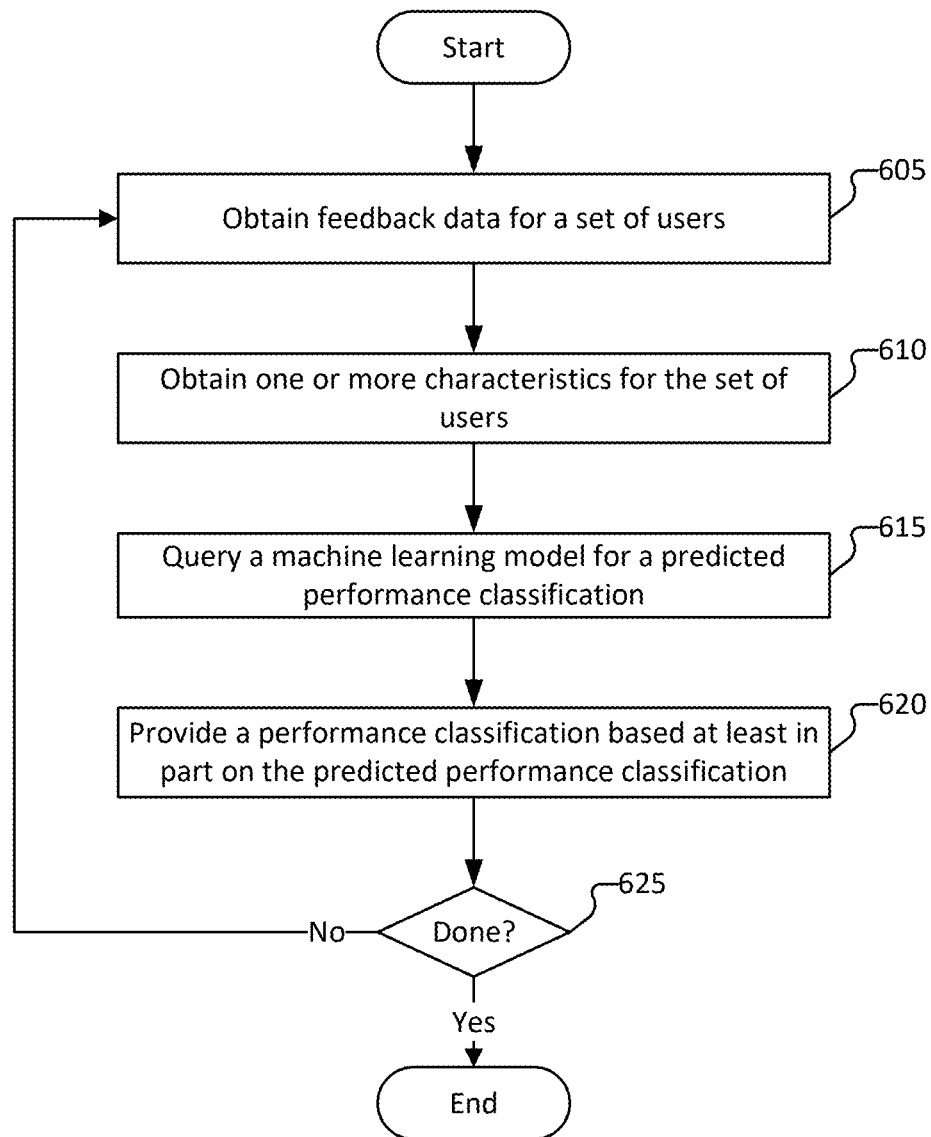 Start
605
Obtain feedback data for a set of users
610
Obtain one or more characteristics for the set of
users
615
Query a machine learning model for a predicted
performance classification
620
Provide a performance classification based at least in
part on the predicted performance classification
625
No
Done?
Yes
End